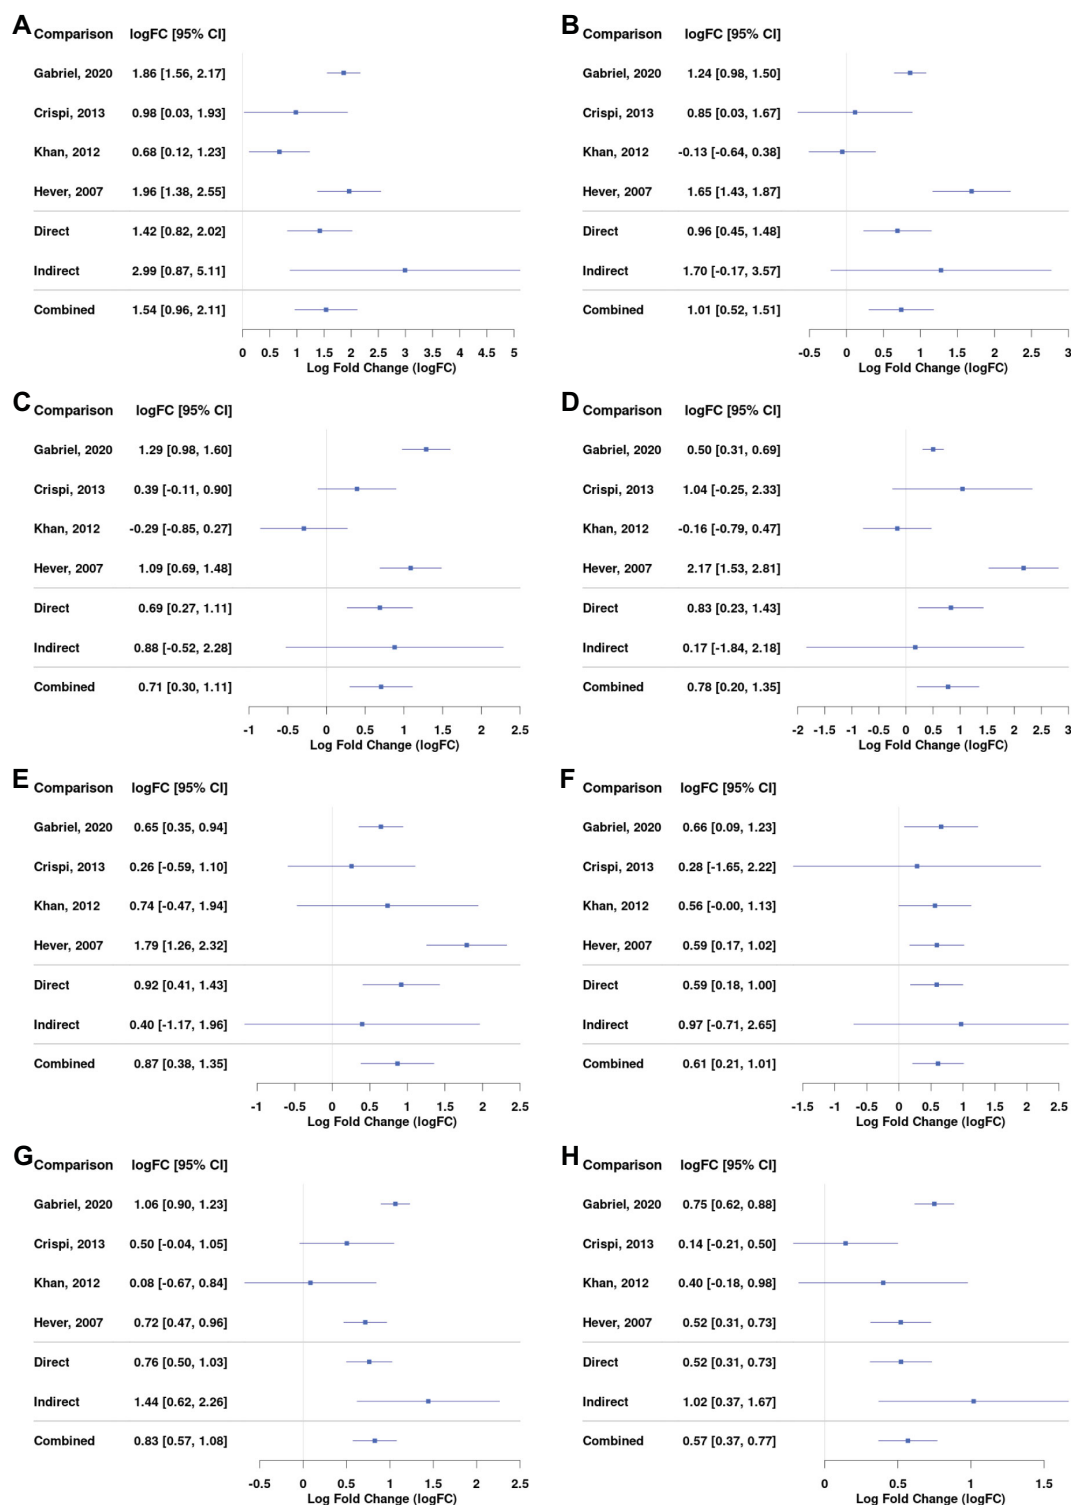 A Comparison logFC [95% CI]
Gabriel, 2020 1.86 [1.56, 2.17]
Crispi, 2013 0.98 [0.03, 1.93]
Khan, 2012 0.68 [0.12, 1.23]
Hever, 2007 1.96 [1.38, 2.55]
Direct 1.42 [0.82, 2.02]
Indirect 2.99 [0.87, 5.11]
Combined 1.54 [0.96, 2.11]
0 0.5 1 1.5 2 2.5 3 3.5 4 4.5 5
Log Fold Change (logFC)
B Comparison logFC [95% CI]
Gabriel, 2020 1.24 [0.98, 1.50]
Crispi, 2013 0.85 [0.03, 1.67]
Khan, 2012 -0.13 [-0.64, 0.38]
Hever, 2007 1.65 [1.43, 1.87]
Direct 0.96 [0.45, 1.48]
Indirect 1.70 [-0.17, 3.57]
Combined 1.01 [0.52, 1.51]
-0.5 0 0.5 1 1.5 2 2.5 3
Log Fold Change (logFC)
C Comparison logFC [95% CI]
Gabriel, 2020 1.29 [0.98, 1.60]
Crispi, 2013 0.39 [-0.11, 0.90]
Khan, 2012 -0.29 [-0.85, 0.27]
Hever, 2007 1.09 [0.69, 1.48]
Direct 0.69 [0.27, 1.11]
Indirect 0.88 [-0.52, 2.28]
Combined 0.71 [0.30, 1.11]
-1 -0.5 0 0.5 1 1.5 2 2.5
Log Fold Change (logFC)
D Comparison logFC [95% CI]
Gabriel, 2020 0.50 [0.31, 0.69]
Crispi, 2013 1.04 [-0.25, 2.33]
Khan, 2012 -0.16 [-0.79, 0.47]
Hever, 2007 2.17 [1.53, 2.81]
Direct 0.83 [0.23, 1.43]
Indirect 0.17 [-1.84, 2.18]
Combined 0.78 [0.20, 1.35]
-2 -1.5 -1 -0.5 0 0.5 1 1.5 2 2.5 3
Log Fold Change (logFC)
E Comparison logFC [95% CI]
Gabriel, 2020 0.65 [0.35, 0.94]
Crispi, 2013 0.26 [-0.59, 1.10]
Khan, 2012 0.74 [-0.47, 1.94]
Hever, 2007 1.79 [1.26, 2.32]
Direct 0.92 [0.41, 1.43]
Indirect 0.40 [-1.17, 1.96]
Combined 0.87 [0.38, 1.35]
-1 -0.5 0 0.5 1 1.5 2 2.5
Log Fold Change (logFC)
F Comparison logFC [95% CI]
Gabriel, 2020 0.66 [0.09, 1.23]
Crispi, 2013 0.28 [-1.65, 2.22]
Khan, 2012 0.56 [-0.00, 1.13]
Hever, 2007 0.59 [0.17, 1.02]
Direct 0.59 [0.18, 1.00]
Indirect 0.97 [-0.71, 2.65]
Combined 0.61 [0.21, 1.01]
-1.5 -1 -0.5 0 0.5 1 1.5 2 2.5
Log Fold Change (logFC)
G Comparison logFC [95% CI]
Gabriel, 2020 1.06 [0.90, 1.23]
Crispi, 2013 0.50 [-0.04, 1.05]
Khan, 2012 0.08 [-0.67, 0.84]
Hever, 2007 0.72 [0.47, 0.96]
Direct 0.76 [0.50, 1.03]
Indirect 1.44 [0.62, 2.26]
Combined 0.83 [0.57, 1.08]
-0.5 0 0.5 1 1.5 2 2.5
Log Fold Change (logFC)
H Comparison logFC [95% CI]
Gabriel, 2020 0.75 [0.62, 0.88]
Crispi, 2013 0.14 [-0.21, 0.50]
Khan, 2012 0.40 [-0.18, 0.98]
Hever, 2007 0.52 [0.31, 0.73]
Direct 0.52 [0.31, 0.73]
Indirect 1.02 [0.37, 1.67]
Combined 0.57 [0.37, 0.77]
0 0.5 1 1.5
Log Fold Change (logFC)